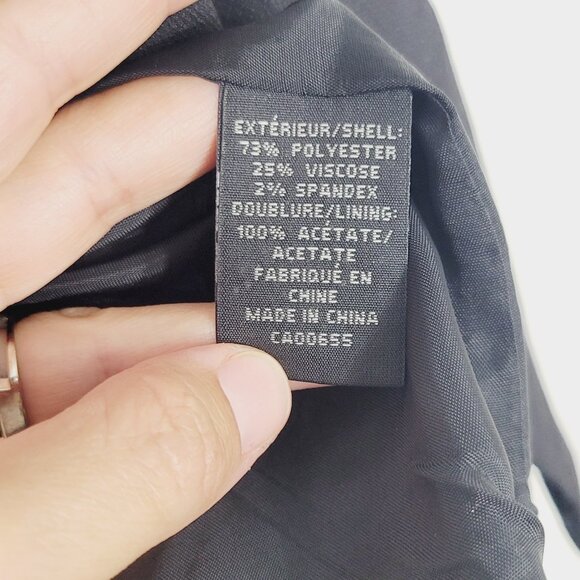 EXTÉRIEUR/SHELL:
73% POLYESTER
25% VISCOSE
2% SPANDEX
DOUBLURE/LINING:
100% ACÉTATE/
ACETATE
FABRIQUÉ EN
CHINE
MADE IN CHINA
CA00655